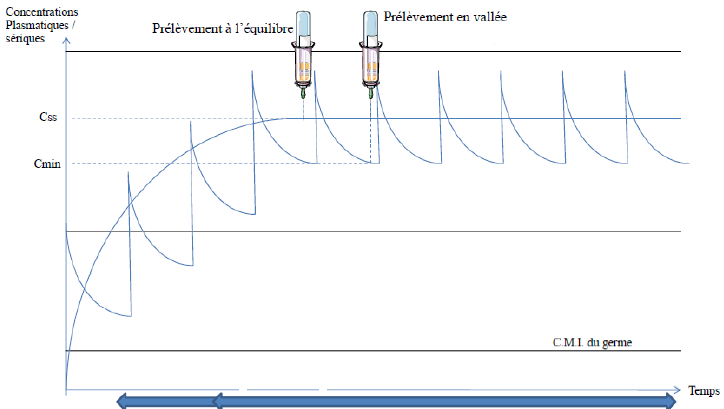 Concentrations
Plasmatiques /
sériques
Prélèvement à l'équilibre
Prélèvement en vallée
Css
Cmin
C.M.I. du germe
Temps